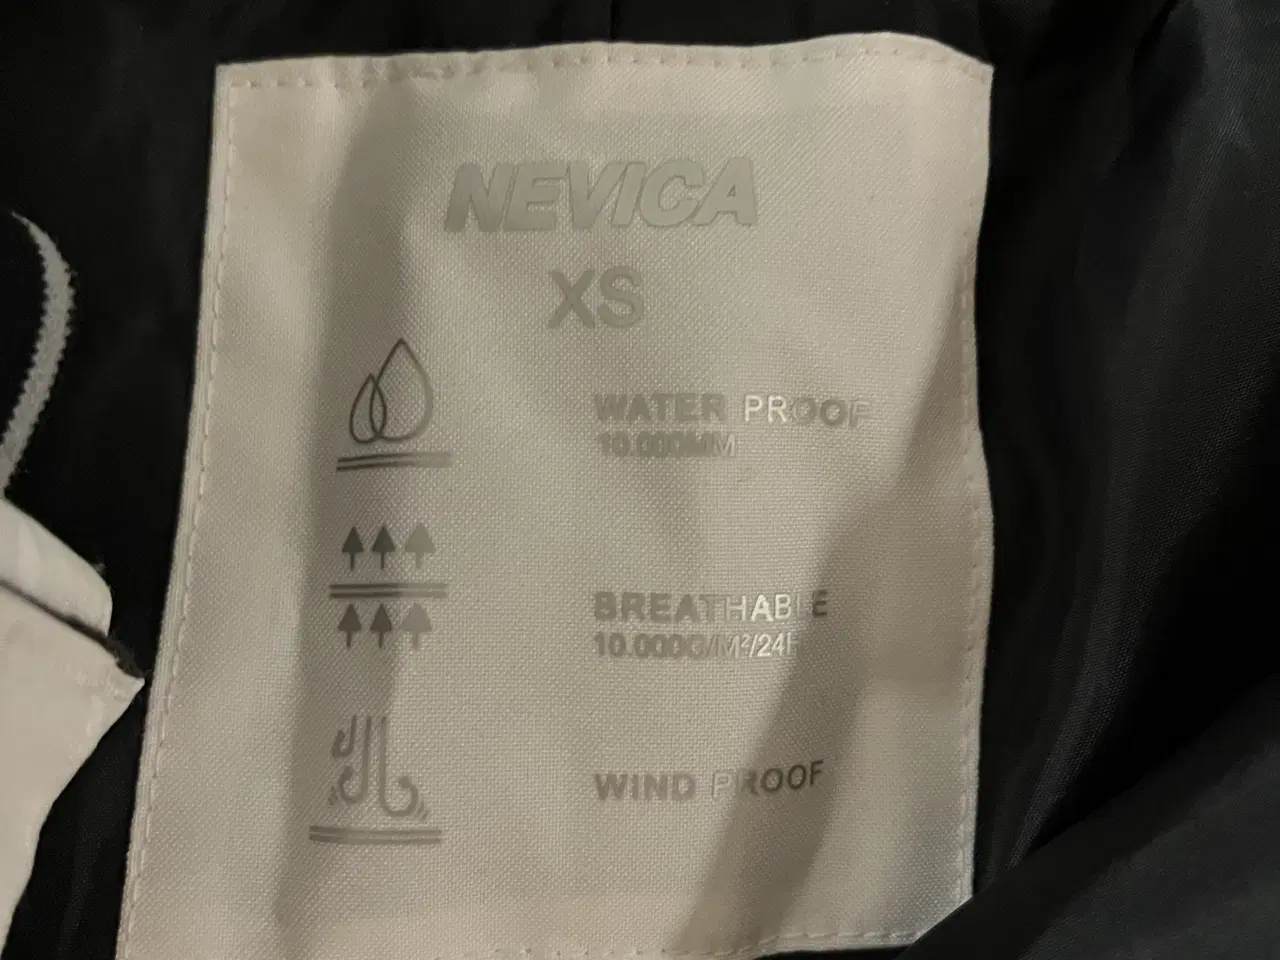 NEVICA
XS
WATER PROOF
10.000MM
BREATHABLE
10.000G/M²/24H
WIND PROOF